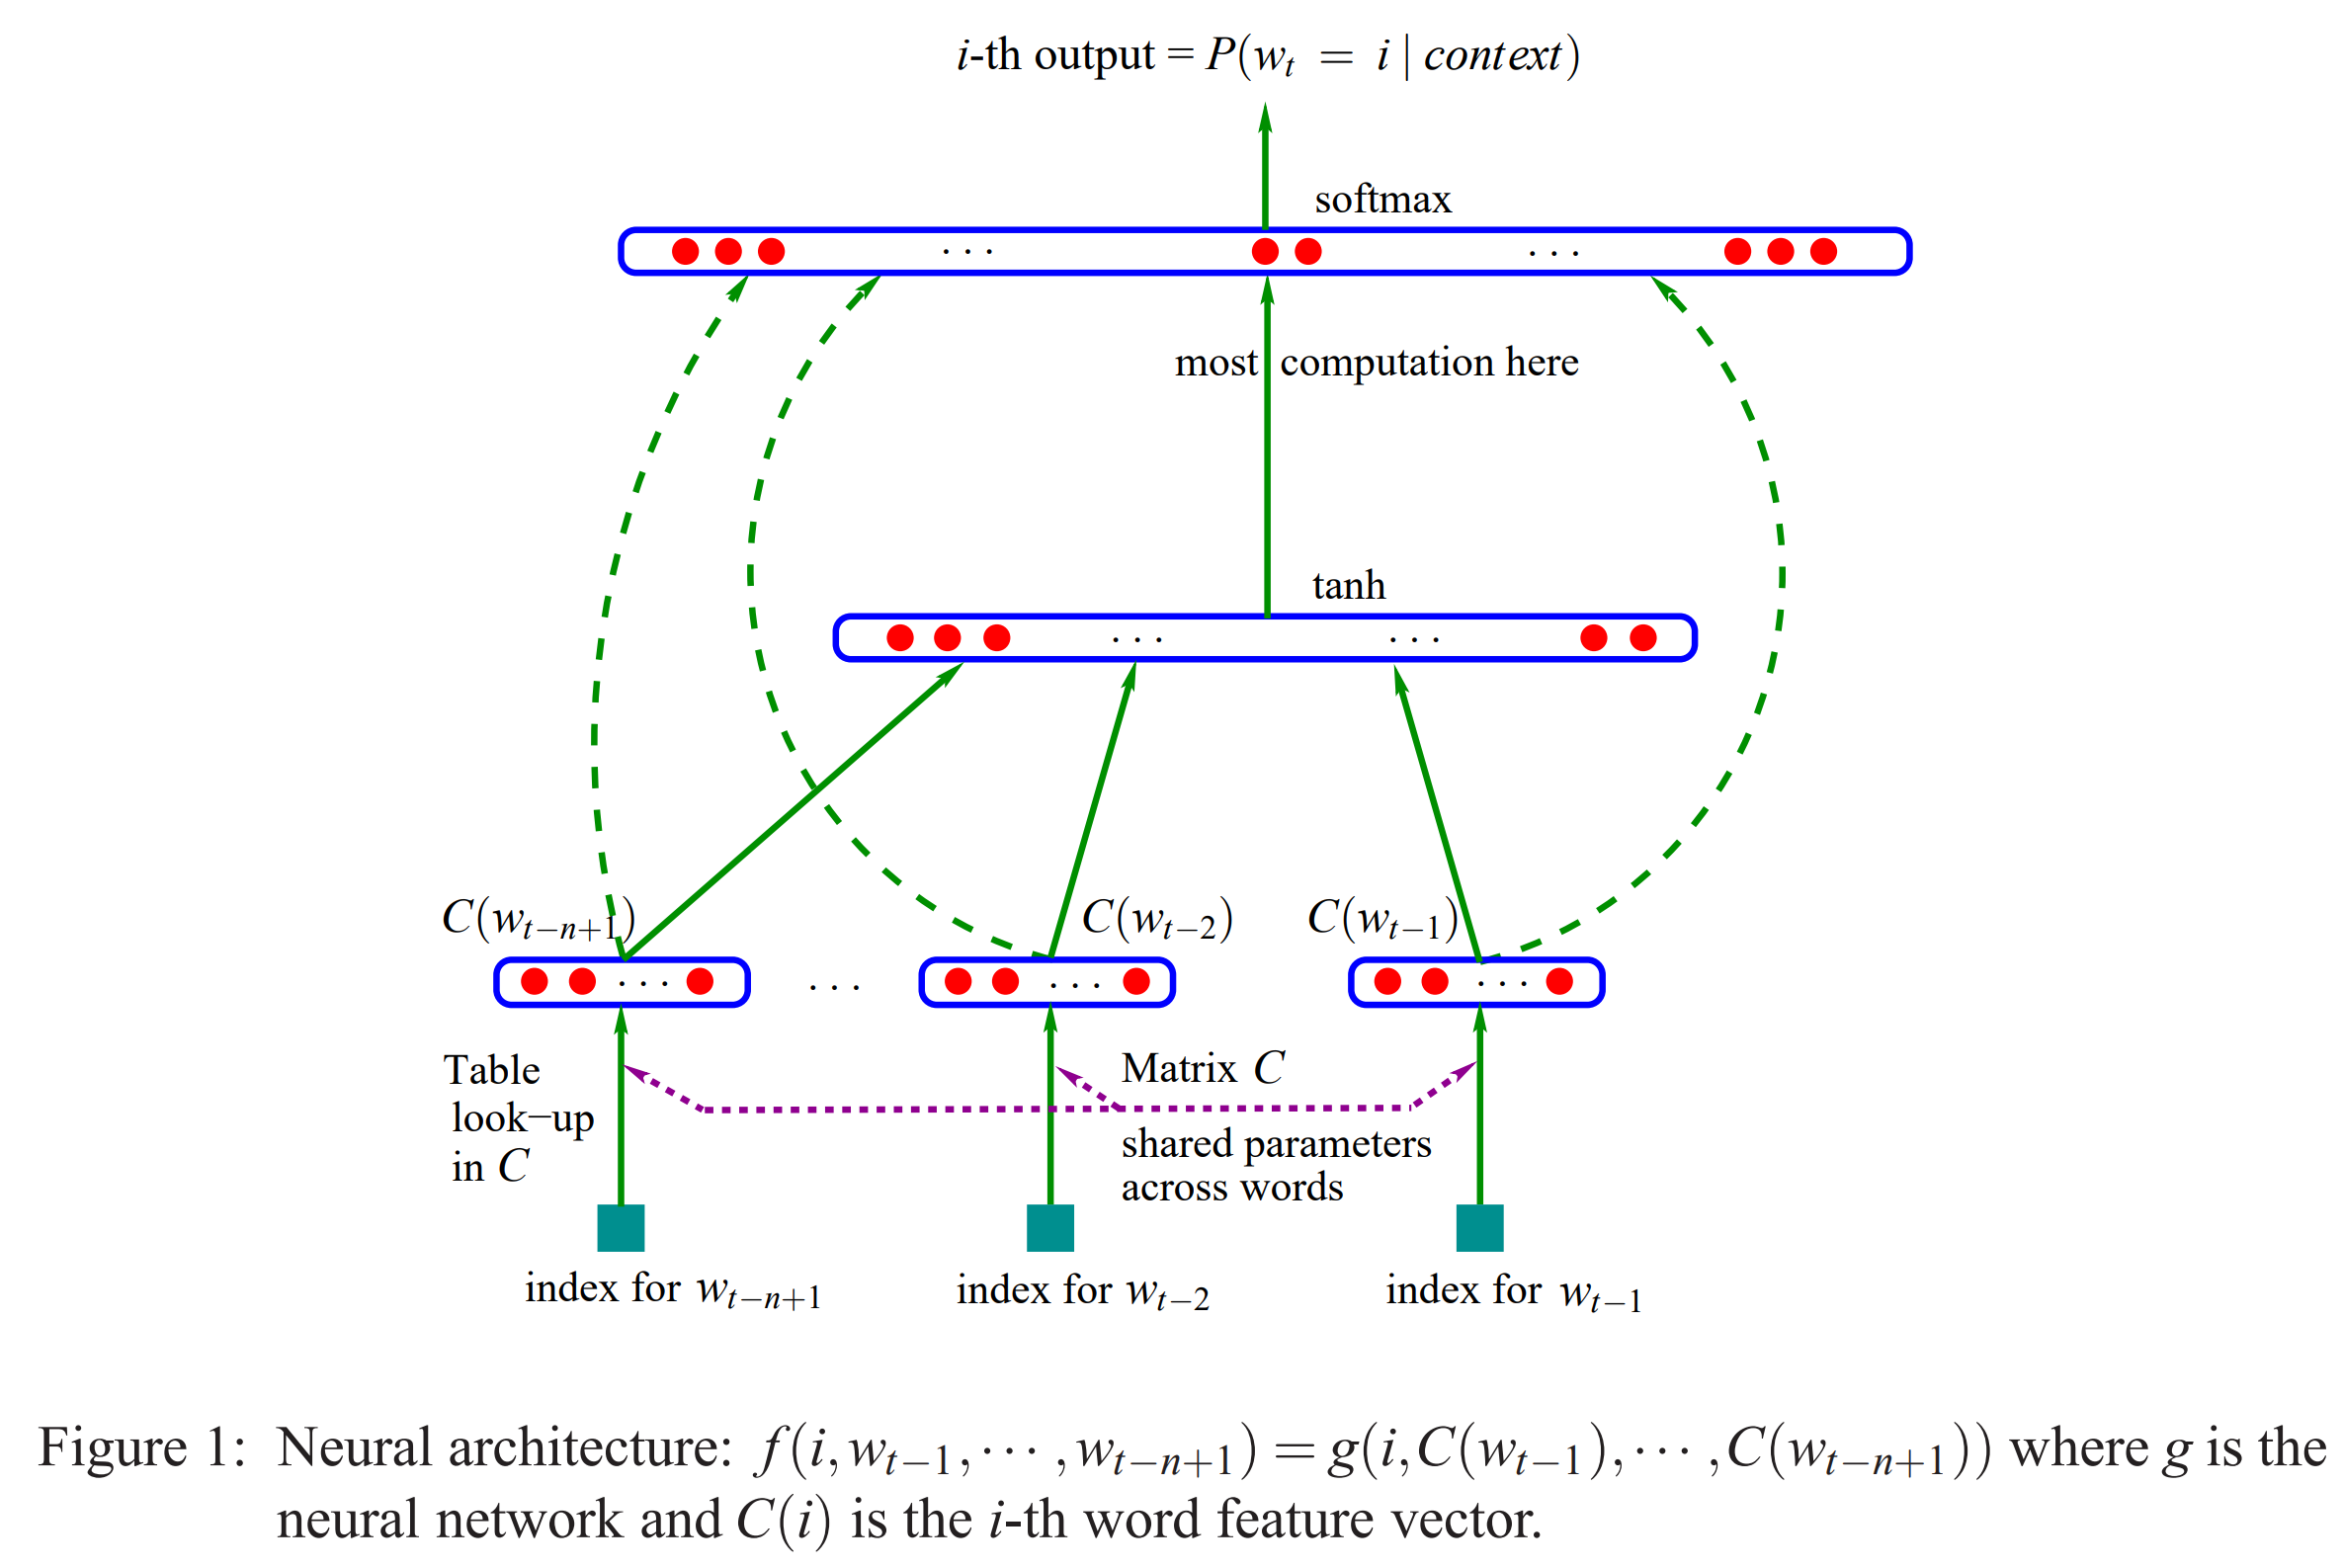 i-th output = P(w_t = i | context)
softmax
. . .
. . .
most computation here
tanh
. . .
. . .
C(w_{t−n+1})
C(w_{t−2})
C(w_{t−1})
. . .
. . .
. . .
. . .
Table
look−up
in C
Matrix C
shared parameters
across words
index for w_{t−n+1}
index for w_{t−2}
index for w_{t−1}
Figure 1: Neural architecture: f(i, w_{t−1}, ··· , w_{t−n+1}) = g(i, C(w_{t−1}), ··· , C(w_{t−n+1})) where g is the
neural network and C(i) is the i-th word feature vector.